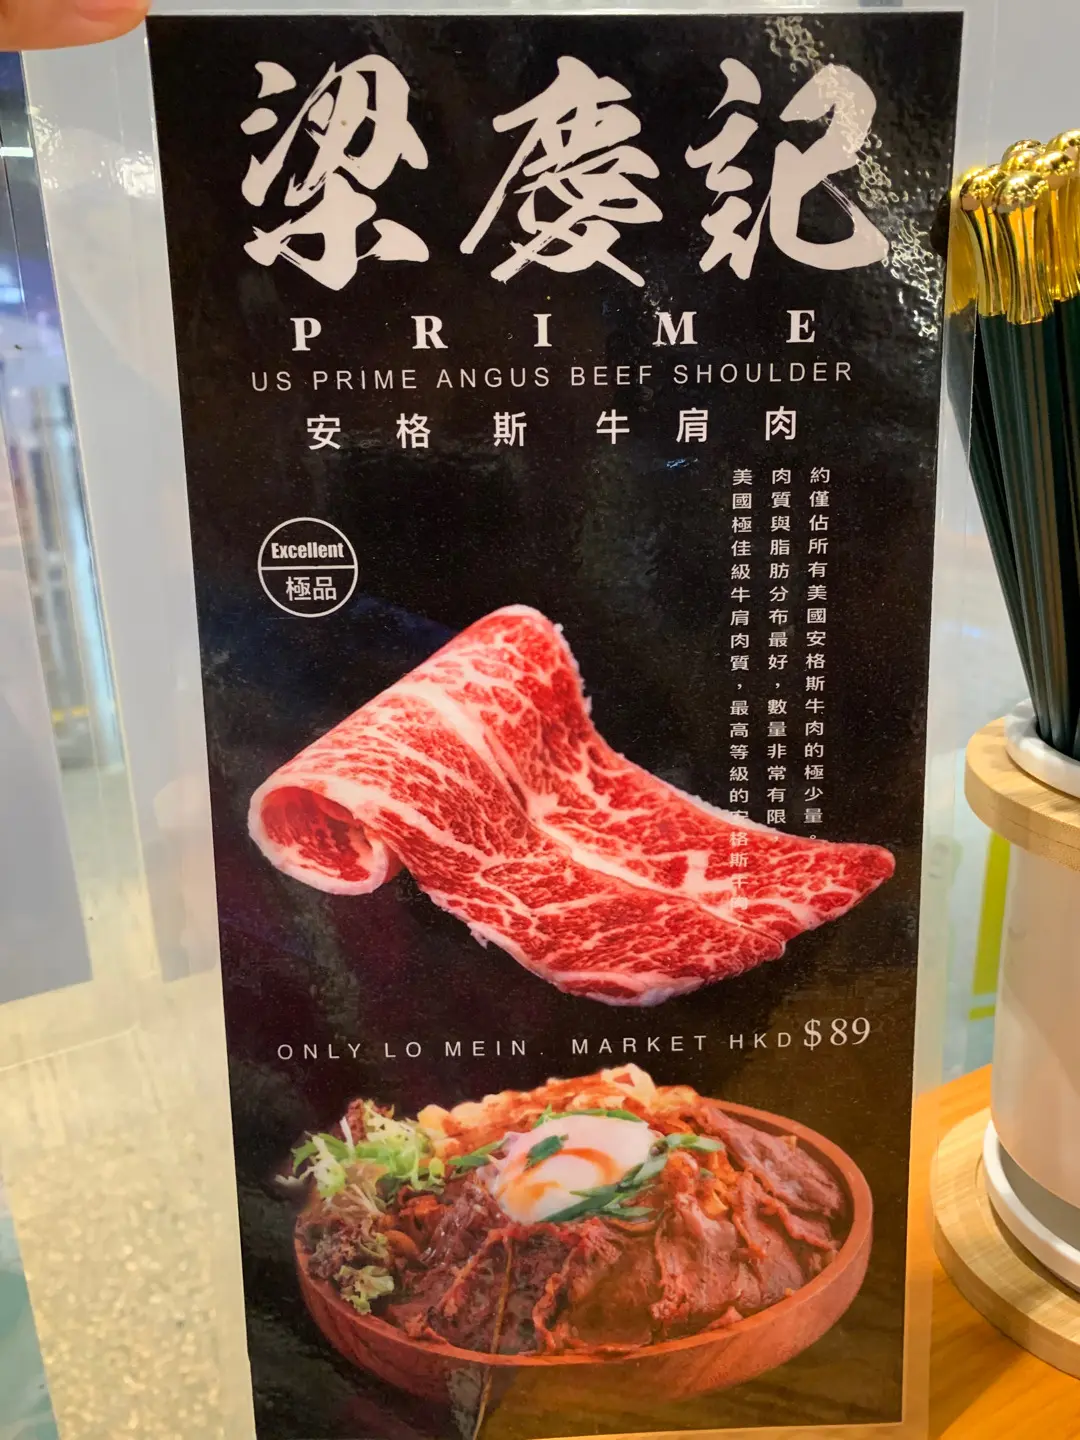 梁慶記
PRIME
US PRIME ANGUS BEEF SHOULDER
安格斯牛肩肉
約僅佔所有美國安格斯牛肉的極少量。
肉質與脂肪分布最好，數量非常有限，
美國極佳級牛肩肉質，最高等級的安格斯牛肉
Excellent
極品
ONLY LO MEIN. MARKET HKD $89